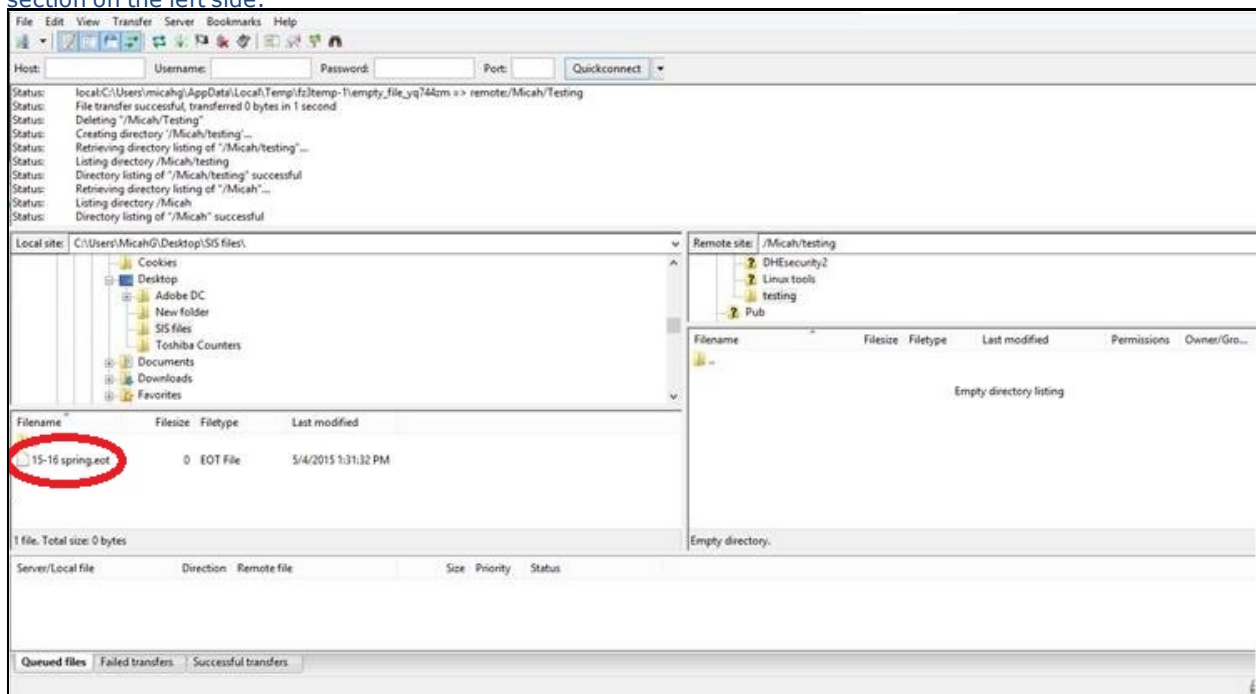 section on the left side.
File Edit View Transfer Server Bookmarks Help
Host: Username: Password: Port: Quickconnect
Status: local:C:\Users\micahg\AppData\Local\Temp\fz3temp-1\empty_file_yq744zm => remote:/Micah/Testing
Status: File transfer successful, transferred 0 bytes in 1 second
Status: Deleting "/Micah/Testing"
Status: Creating directory '/Micah/testing'...
Status: Retrieving directory listing of "/Micah/testing"...
Status: Listing directory /Micah/testing
Status: Directory listing of "/Micah/testing" successful
Status: Retrieving directory listing of "/Micah"...
Status: Listing directory /Micah
Status: Directory listing of "/Micah" successful
Local site: C:\Users\MicahG\Desktop\SIS files\
Cookies
Desktop
Adobe DC
New folder
SIS files
Toshiba Counters
Documents
Downloads
Favorites
Filename Filesize Filetype Last modified
15-16 spring.eot 0 EOT File 5/4/2015 1:31:32 PM
1 file. Total size: 0 bytes
Remote site: /Micah/testing
DHEsecurity2
Linux tools
testing
Pub
Filename Filesize Filetype Last modified Permissions Owner/Gro...
..
Empty directory listing
Empty directory.
Server/Local file Direction Remote file Size Priority Status
Queued files Failed transfers Successful transfers